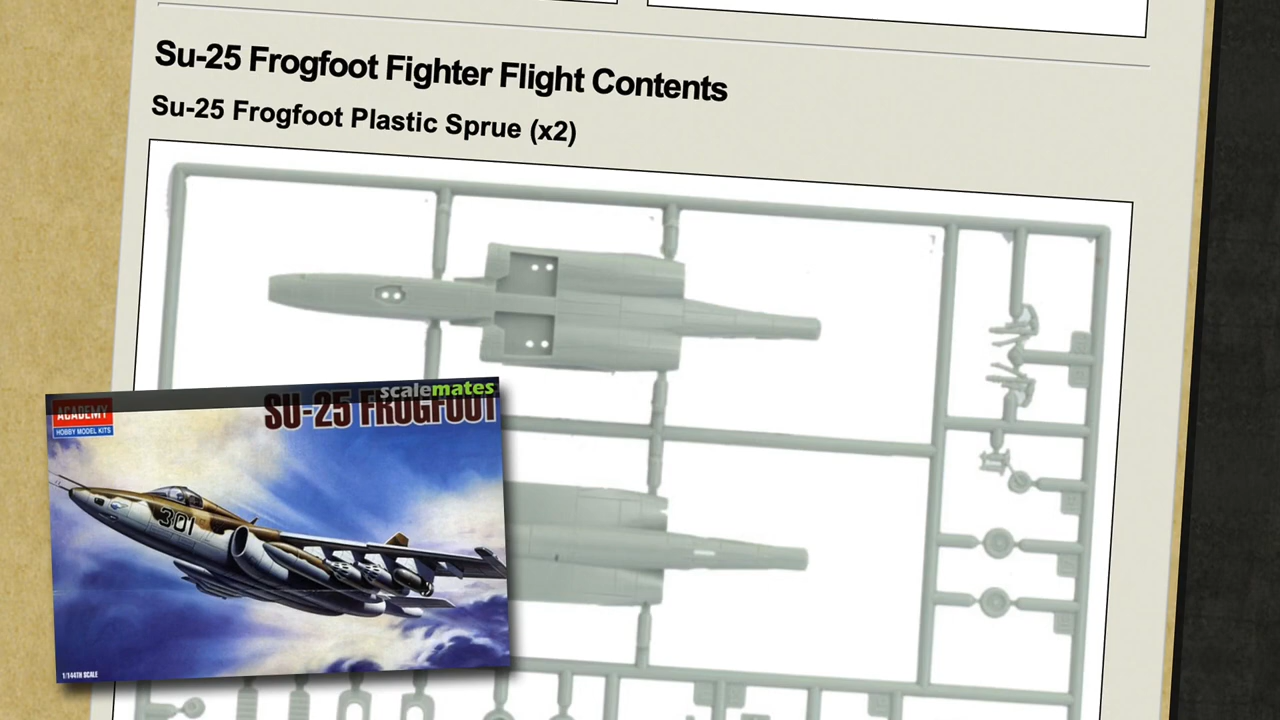 Su-25 Frogfoot Fighter Flight Contents
Su-25 Frogfoot Plastic Sprue (x2)
scalemates
ACADEMY
HOBBY MODEL KITS
SU-25 FROGFOOT
301
1/144TH SCALE